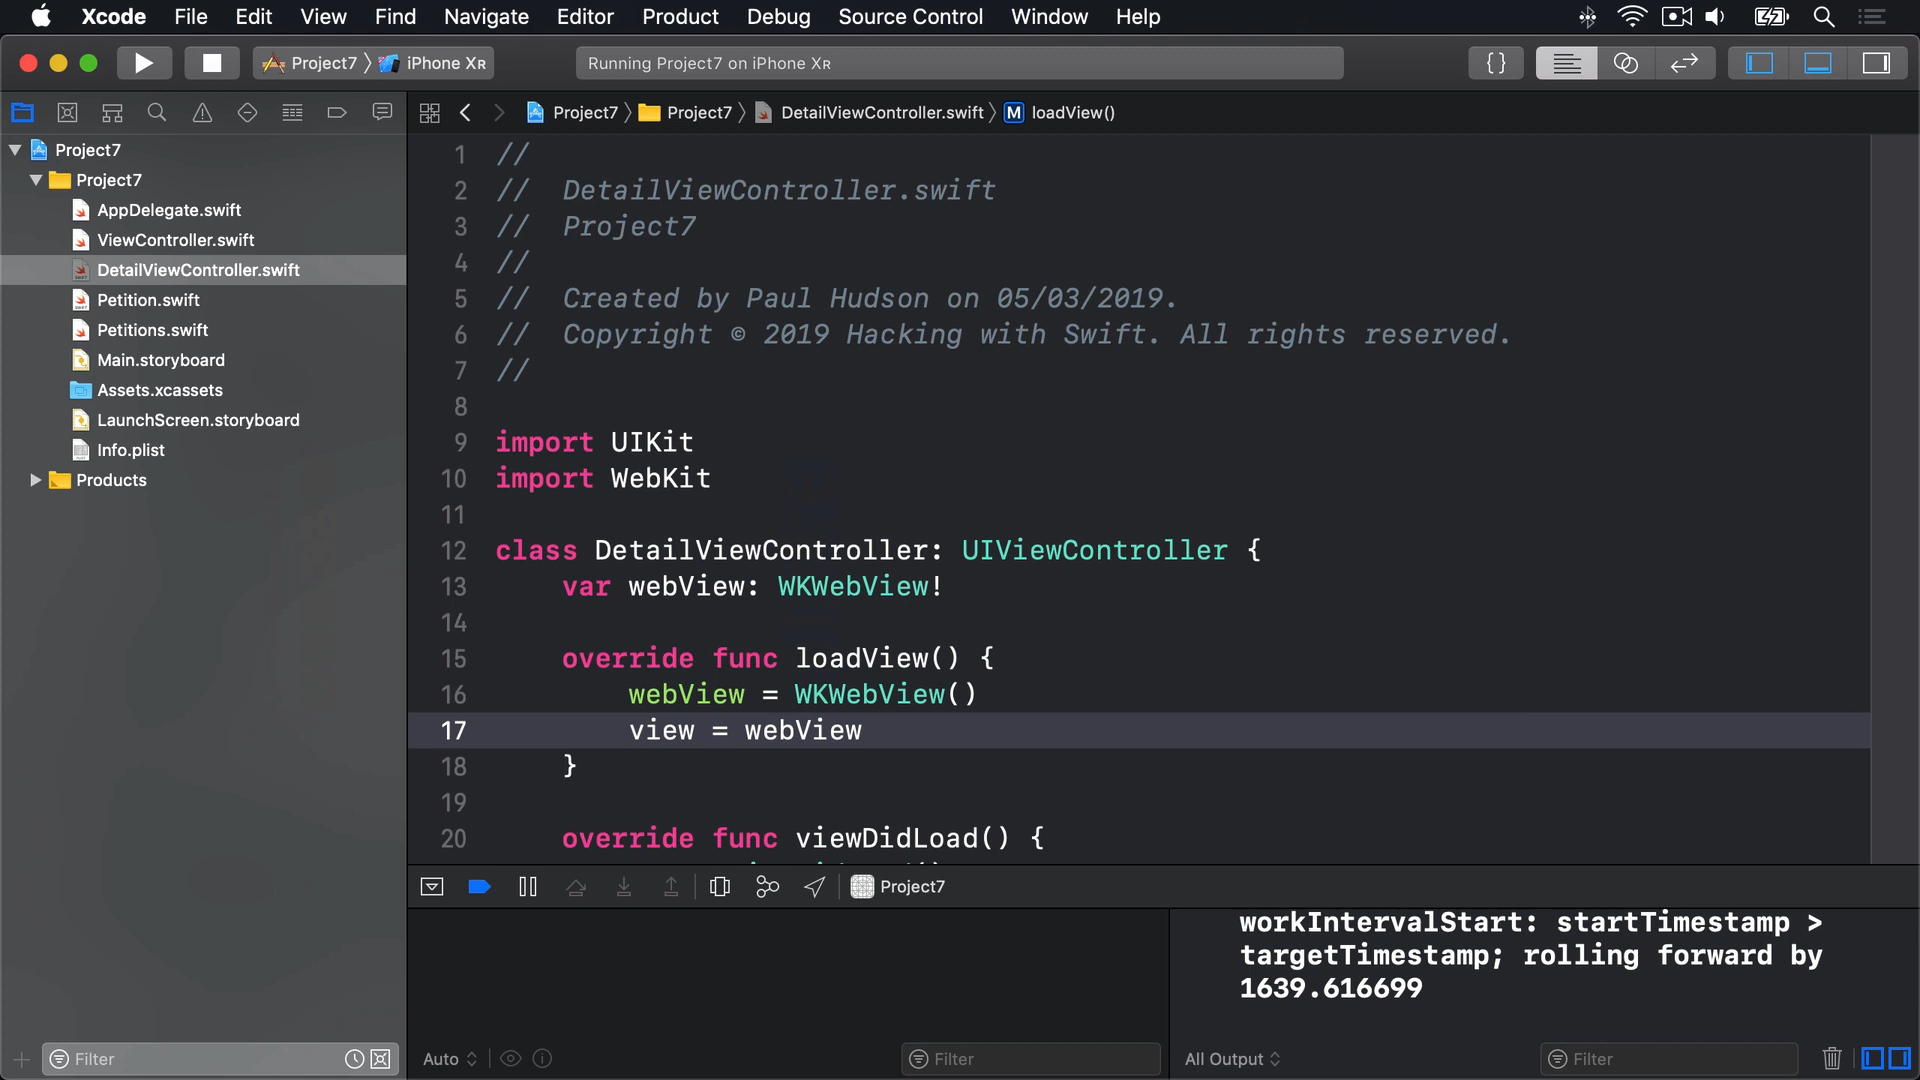 Xcode File Edit View Find Navigate Editor Product Debug Source Control Window Help
Project7 iPhone XR
Running Project7 on iPhone XR
{}
Project7 Project7 DetailViewController.swift M loadView()
Project7
Project7
AppDelegate.swift
ViewController.swift
DetailViewController.swift
Petition.swift
Petitions.swift
Main.storyboard
Assets.xcassets
LaunchScreen.storyboard
Info.plist
Products
Filter
1 //
2 //  DetailViewController.swift
3 //  Project7
4 //
5 //  Created by Paul Hudson on 05/03/2019.
6 //  Copyright © 2019 Hacking with Swift. All rights reserved.
7 //
8
9 import UIKit
10 import WebKit
11
12 class DetailViewController: UIViewController {
13     var webView: WKWebView!
14
15     override func loadView() {
16         webView = WKWebView()
17         view = webView
18     }
19
20     override func viewDidLoad() {
Project7
workIntervalStart: startTimestamp >
targetTimestamp; rolling forward by
1639.616699
Auto
Filter
All Output
Filter